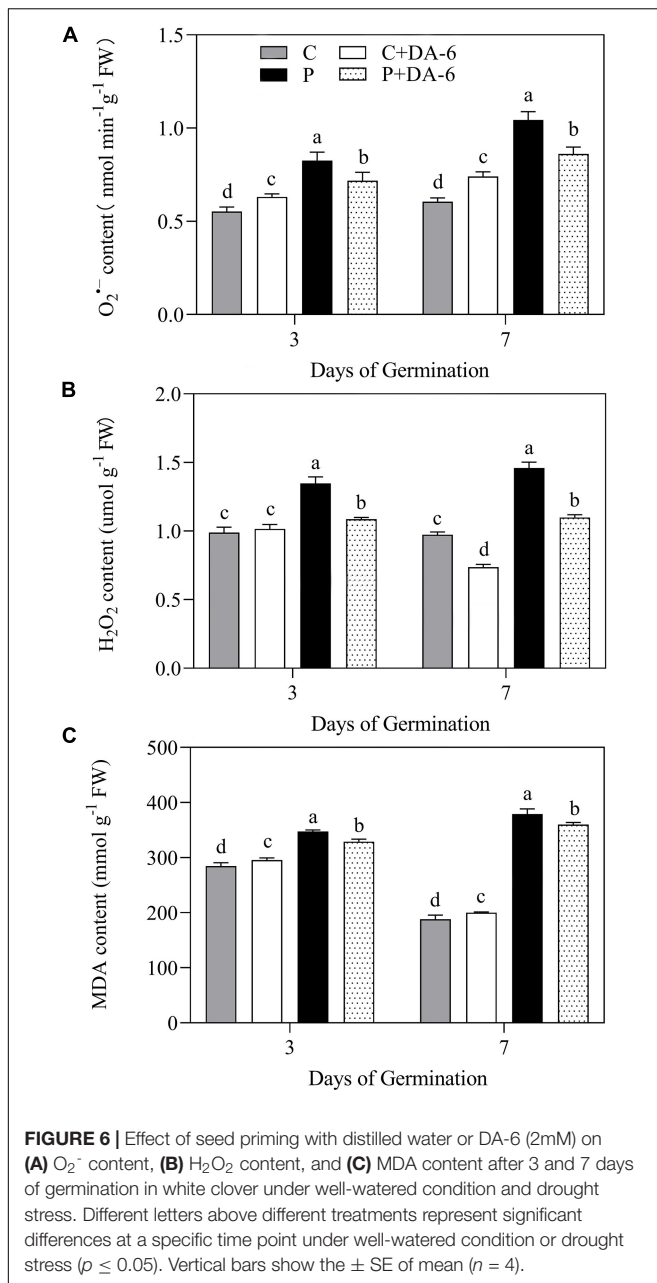 A
C C+DA-6
P P+DA-6
O₂•⁻ content( nmol min⁻¹g⁻¹ FW)
1.5
1.0
0.5
0.0
d c a b d c a b
3 7
Days of Germination
B
H₂O₂ content (umol g⁻¹ FW)
2.0
1.5
1.0
0.5
0.0
c c a b c d a b
3 7
Days of Germination
C
MDA content (mmol g⁻¹ FW)
500
400
300
200
100
0
d c a b d c a b
3 7
Days of Germination
FIGURE 6 | Effect of seed priming with distilled water or DA-6 (2mM) on
(A) O₂⁻ content, (B) H₂O₂ content, and (C) MDA content after 3 and 7 days
of germination in white clover under well-watered condition and drought
stress. Different letters above different treatments represent significant
differences at a specific time point under well-watered condition or drought
stress (p ≤ 0.05). Vertical bars show the ± SE of mean (n = 4).